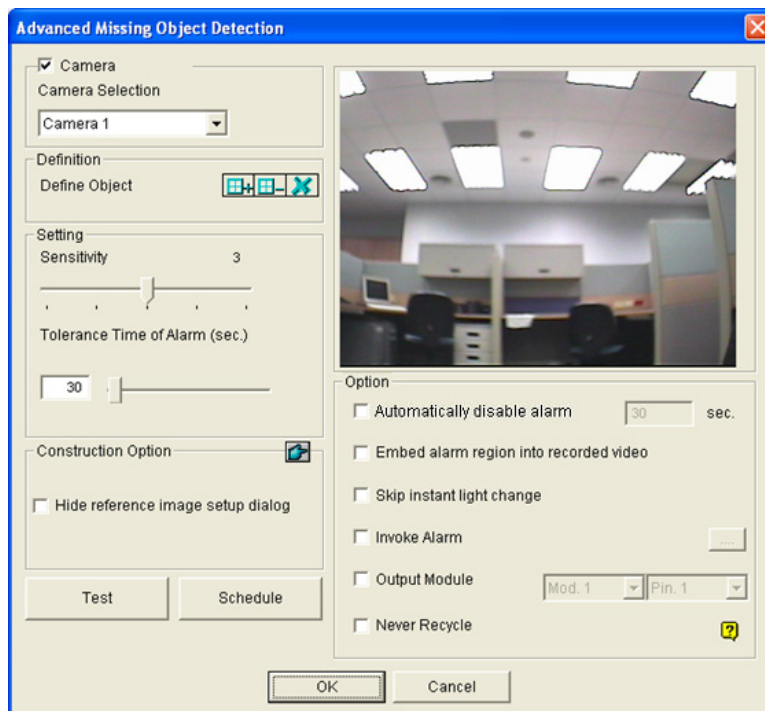 Advanced Missing Object Detection
Camera
Camera Selection
Camera 1
Definition
Define Object
Setting
Sensitivity 3
Tolerance Time of Alarm (sec.)
30
Construction Option
Hide reference image setup dialog
Test Schedule
Option
Automatically disable alarm 30 sec.
Embed alarm region into recorded video
Skip instant light change
Invoke Alarm ....
Output Module Mod. 1 Pin. 1
Never Recycle ?
OK Cancel